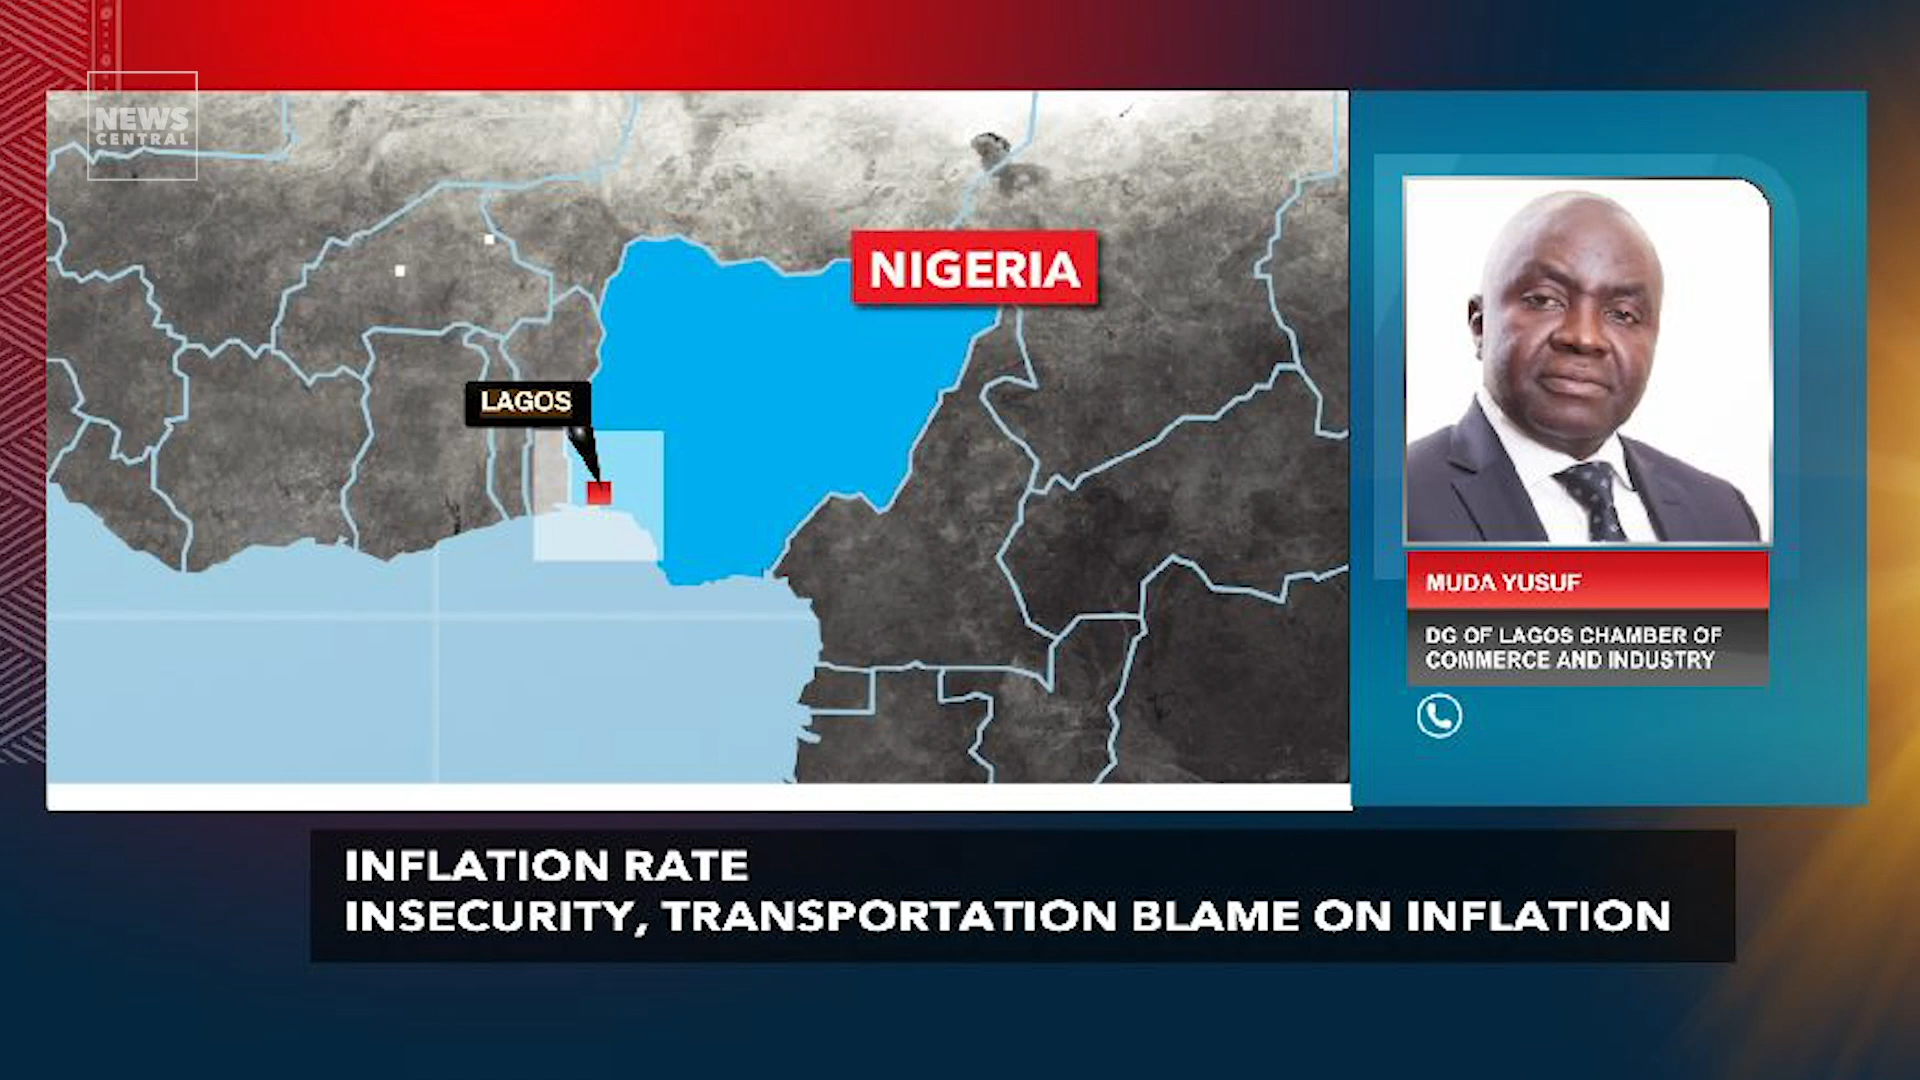 NEWS
CENTRAL
NIGERIA
LAGOS
MUDA YUSUF
DG OF LAGOS CHAMBER OF
COMMERCE AND INDUSTRY
INFLATION RATE
INSECURITY, TRANSPORTATION BLAME ON INFLATION